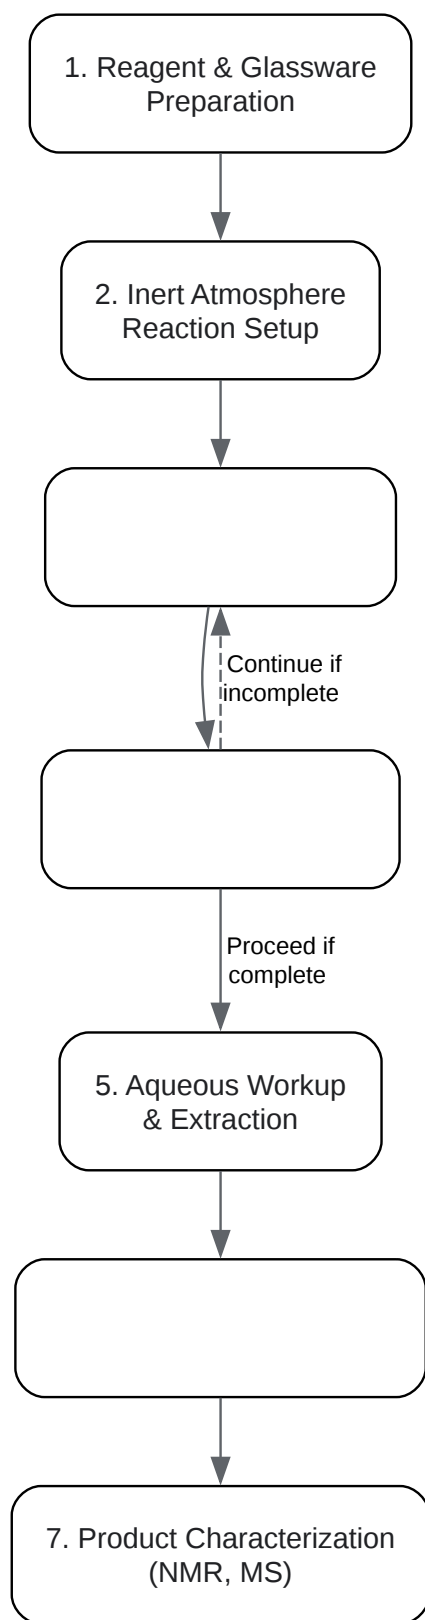 1. Reagent & Glassware
Preparation
2. Inert Atmosphere
Reaction Setup
Continue if
incomplete
Proceed if
complete
5. Aqueous Workup
& Extraction
7. Product Characterization
(NMR, MS)